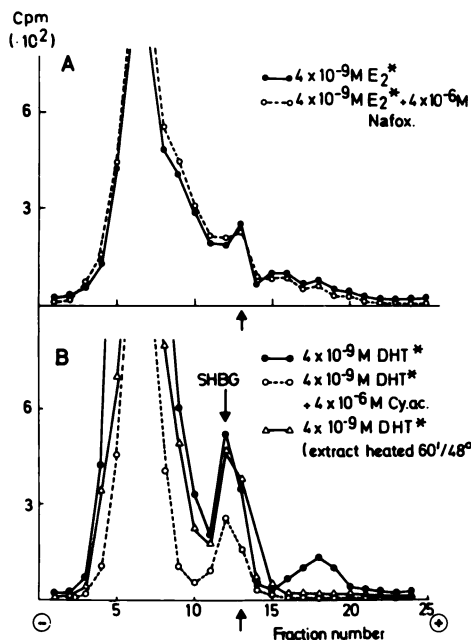 Cpm
(·10²)
A
4 x 10⁻⁹M E₂*
4 x 10⁻⁹M E₂* + 4 x 10⁻⁶M
Nafox.
6
3
B
SHBG
4 x 10⁻⁹M DHT*
4 x 10⁻⁹M DHT*
+ 4 x 10⁻⁶M Cy.ac.
4 x 10⁻⁹M DHT*
(extract heated 60'/48°
6
3
5 10 15 20 25
− Fraction number +